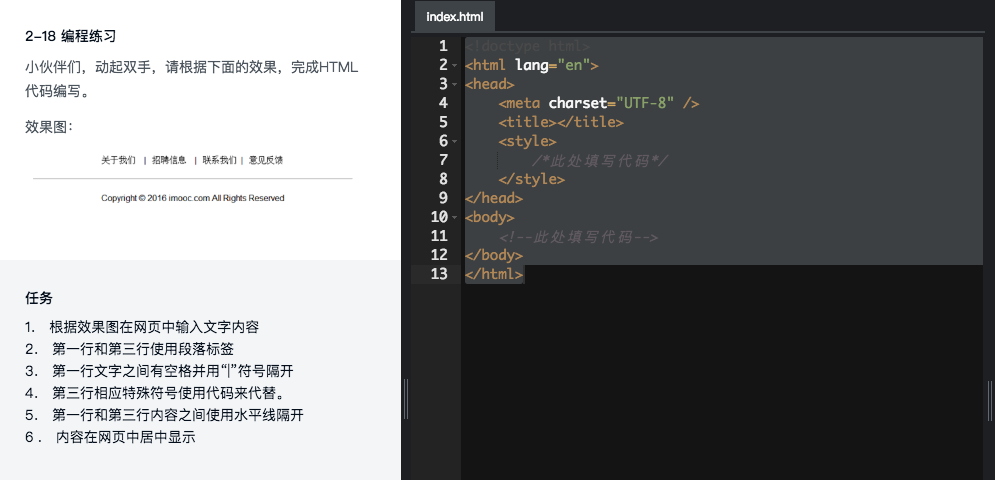 2-18 编程练习
小伙伴们，动起双手，请根据下面的效果，完成HTML
代码编写。
效果图：
关于我们 | 招聘信息 | 联系我们 | 意见反馈
Copyright © 2016 imooc.com All Rights Reserved
任务
1. 根据效果图在网页中输入文字内容
2. 第一行和第三行使用段落标签
3. 第一行文字之间有空格并用“|”符号隔开
4. 第三行相应特殊符号使用代码来代替。
5. 第一行和第三行内容之间使用水平线隔开
6 . 内容在网页中居中显示
index.html
1 <!doctype html>
2 <html lang="en">
3 <head>
4 <meta charset="UTF-8" />
5 <title></title>
6 <style>
7 /*此处填写代码*/
8 </style>
9 </head>
10 <body>
11 <!--此处填写代码-->
12 </body>
13 </html>